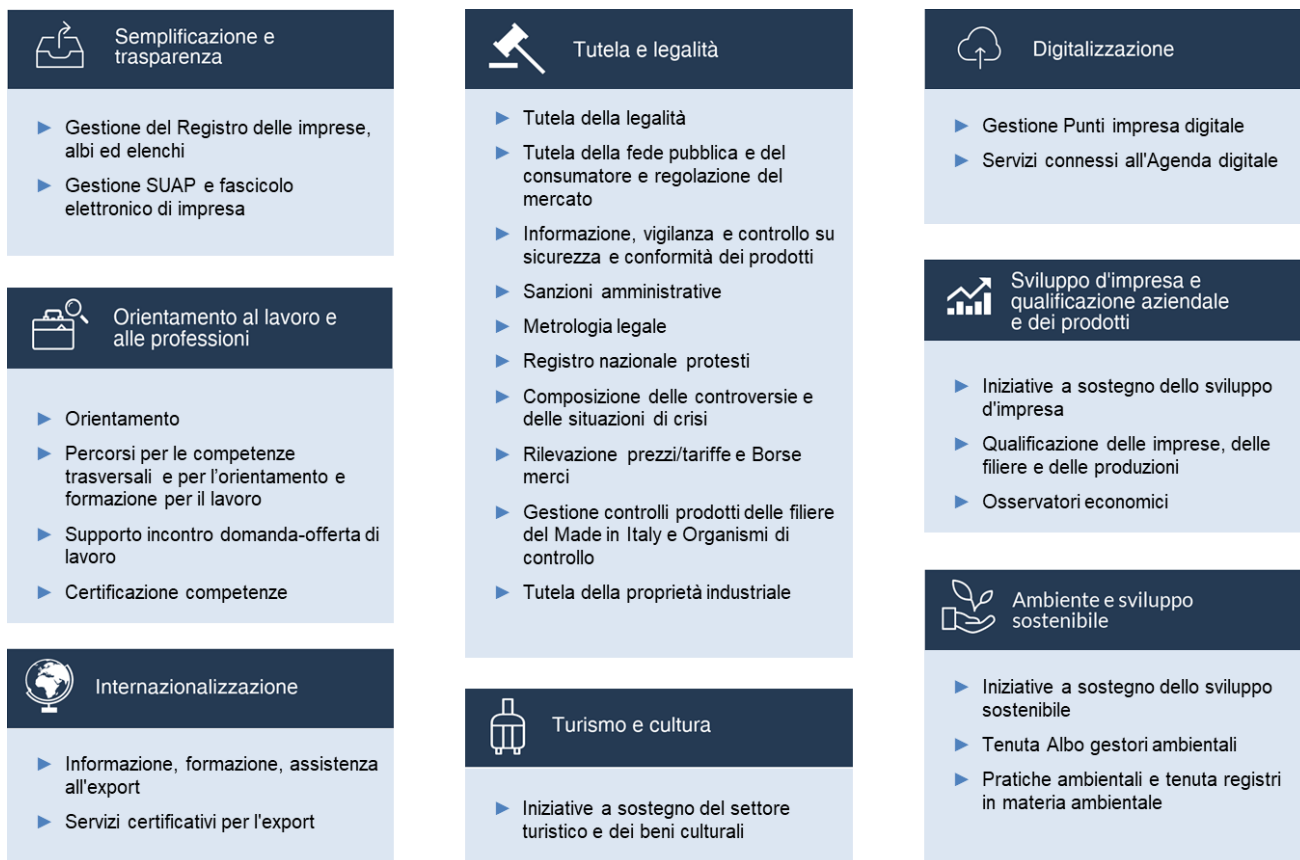 Semplificazione e
trasparenza
Gestione del Registro delle imprese,
albi ed elenchi
Gestione SUAP e fascicolo
elettronico di impresa
Orientamento al lavoro e
alle professioni
Orientamento
Percorsi per le competenze
trasversali e per l’orientamento e
formazione per il lavoro
Supporto incontro domanda-offerta di
lavoro
Certificazione competenze
Internazionalizzazione
Informazione, formazione, assistenza
all'export
Servizi certificativi per l'export
Tutela e legalità
Tutela della legalità
Tutela della fede pubblica e del
consumatore e regolazione del
mercato
Informazione, vigilanza e controllo su
sicurezza e conformità dei prodotti
Sanzioni amministrative
Metrologia legale
Registro nazionale protesti
Composizione delle controversie e
delle situazioni di crisi
Rilevazione prezzi/tariffe e Borse
merci
Gestione controlli prodotti delle filiere
del Made in Italy e Organismi di
controllo
Tutela della proprietà industriale
Turismo e cultura
Iniziative a sostegno del settore
turistico e dei beni culturali
Digitalizzazione
Gestione Punti impresa digitale
Servizi connessi all'Agenda digitale
Sviluppo d'impresa e
qualificazione aziendale
e dei prodotti
Iniziative a sostegno dello sviluppo
d'impresa
Qualificazione delle imprese, delle
filiere e delle produzioni
Osservatori economici
Ambiente e sviluppo
sostenibile
Iniziative a sostegno dello sviluppo
sostenibile
Tenuta Albo gestori ambientali
Pratiche ambientali e tenuta registri
in materia ambientale